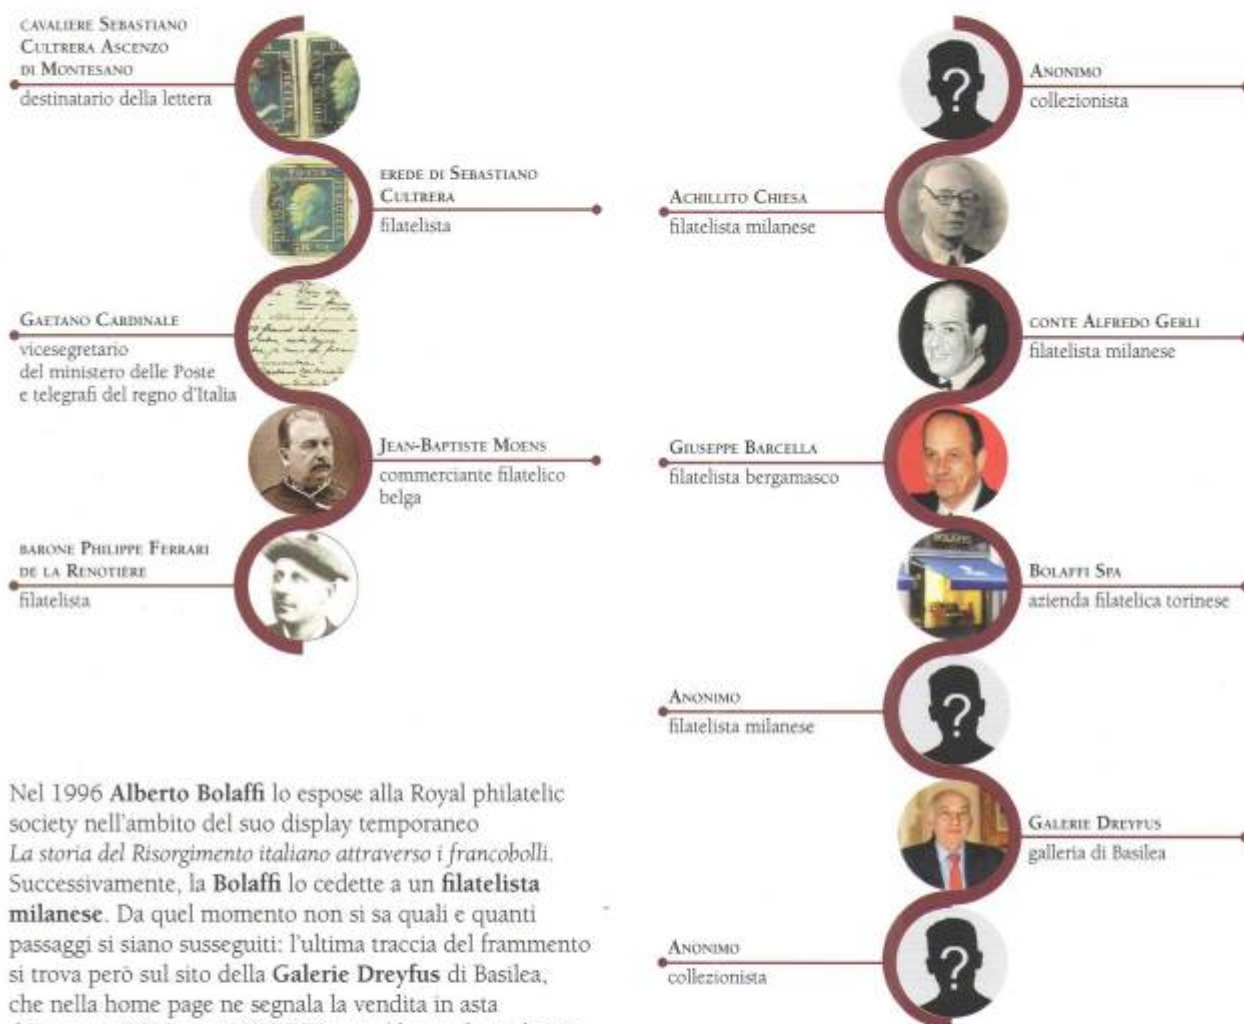 CAVALIERE SEBASTIANO
CULTRERA ASCENZO
DI MONTESANO
destinatario della lettera
EREDE DI SEBASTIANO
CULTRERA
filatelista
GAETANO CARDINALE
vicesegretario
del ministero delle Poste
e telegrafi del regno d'Italia
JEAN-BAPTISTE MOENS
commerciante filatelico
belga
BARONE PHILIPPE FERRARI
DE LA RENOTIÈRE
filatelista
Nel 1996 Alberto Bolaffi lo espose alla Royal philatelic
society nell'ambito del suo display temporaneo
La storia del Risorgimento italiano attraverso i francobolli.
Successivamente, la Bolaffi lo cedette a un filatelista
milanese. Da quel momento non si sa quali e quanti
passaggi si siano susseguiti: l'ultima traccia del frammento
si trova però sul sito della Galerie Dreyfus di Basilea,
che nella home page ne segnala la vendita in asta
ANONIMO
collezionista
ACHILLITO CHIESA
filatelista milanese
CONTE ALFREDO GERLI
filatelista milanese
GIUSEPPE BARCELLA
filatelista bergamasco
BOLAFFI SPA
azienda filatelica torinese
ANONIMO
filatelista milanese
GALERIE DREYFUS
galleria di Basilea
ANONIMO
collezionista